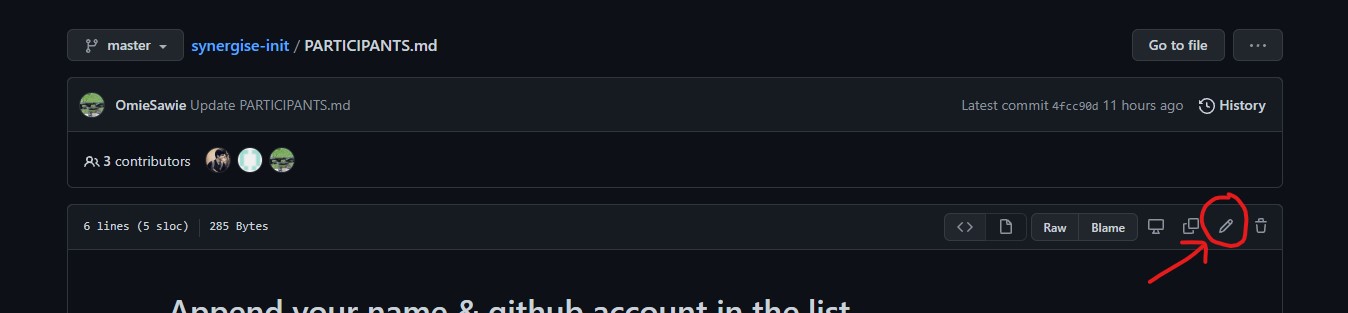 master synergise-init / PARTICIPANTS.md Go to file ...
OmieSawie Update PARTICIPANTS.md Latest commit 4fcc90d 11 hours ago History
3 contributors
6 lines (5 sloc) 285 Bytes <> Raw Blame
Append your name & github account in the list